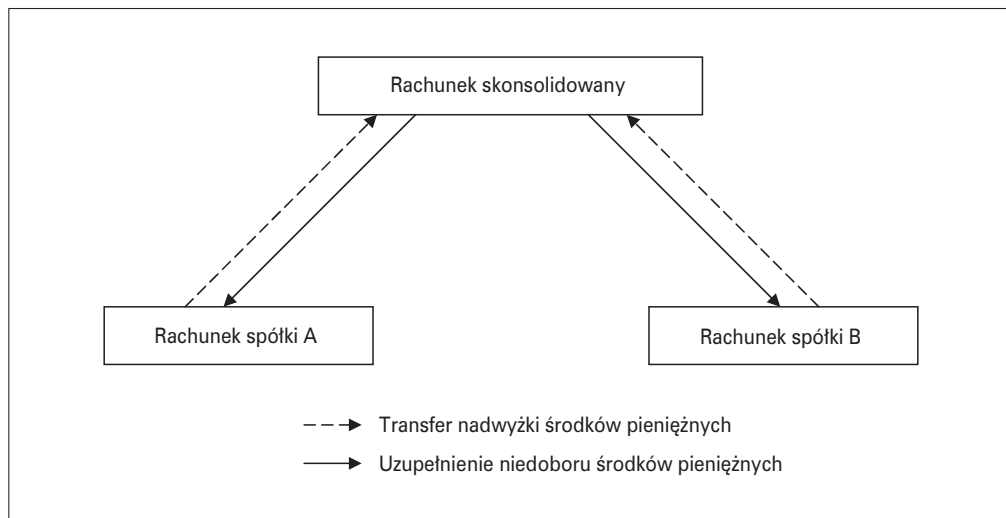 Rachunek skonsolidowany
Rachunek spółki A
Rachunek spółki B
Transfer nadwyżki środków pieniężnych
Uzupełnienie niedoboru środków pieniężnych